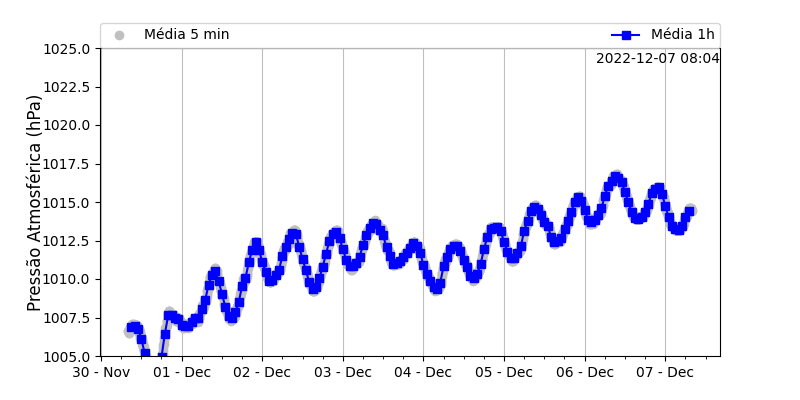 Média 5 min
Média 1h
2022-12-07 08:04
Pressão Atmosférica (hPa)
1025.0
1022.5
1020.0
1017.5
1015.0
1012.5
1010.0
1007.5
1005.0
30 - Nov
01 - Dec
02 - Dec
03 - Dec
04 - Dec
05 - Dec
06 - Dec
07 - Dec